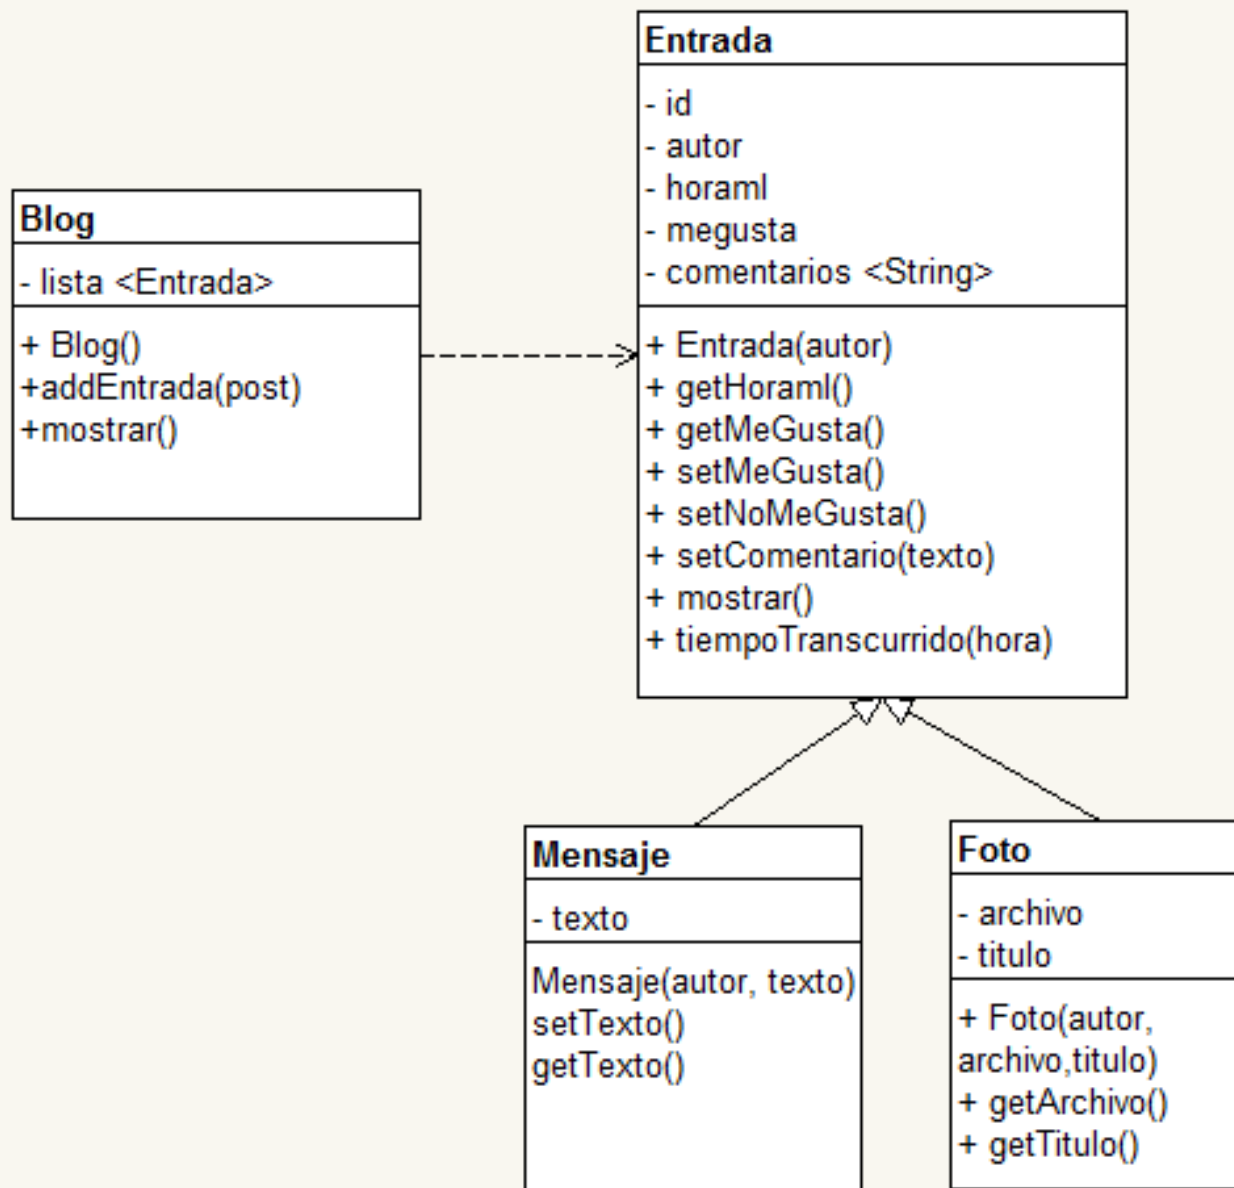 Blog
- lista <Entrada>
+ Blog()
+addEntrada(post)
+mostrar()
Entrada
- id
- autor
- horaml
- megusta
- comentarios <String>
+ Entrada(autor)
+ getHoraml()
+ getMeGusta()
+ setMeGusta()
+ setNoMeGusta()
+ setComentario(texto)
+ mostrar()
+ tiempoTranscurrido(hora)
Mensaje
- texto
Mensaje(autor, texto)
setTexto()
getTexto()
Foto
- archivo
- titulo
+ Foto(autor,
archivo,titulo)
+ getArchivo()
+ getTitulo()